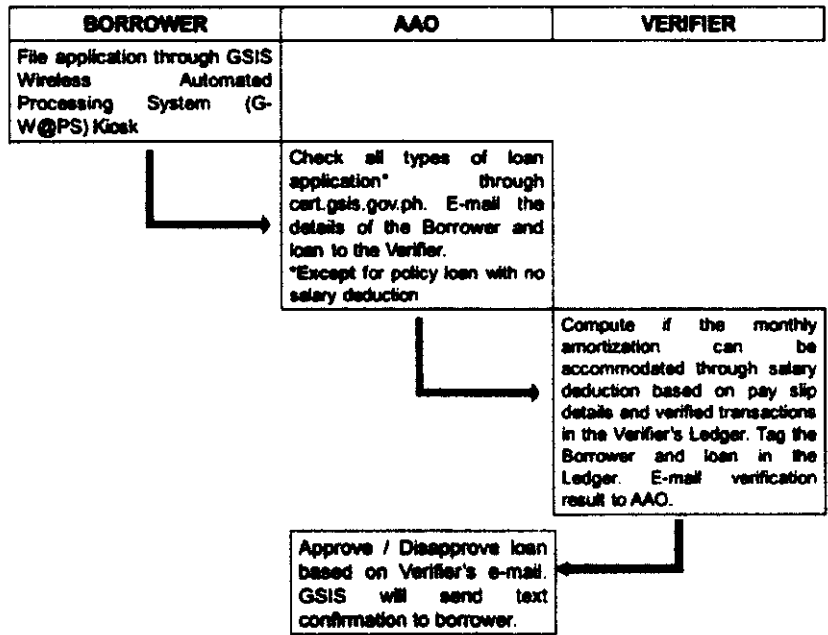 BORROWER AAO VERIFIER
File application through GSIS
Wireless Automated
Processing System (G-
W@PS) Kiosk
Check all types of loan
application* through
cert.gsis.gov.ph. E-mail the
details of the Borrower and
loan to the Verifier.
*Except for policy loan with no
salary deduction
Compute if the monthly
amortization can be
accommodated through salary
deduction based on pay slip
details and verified transactions
in the Verifier's Ledger. Tag the
Borrower and loan in the
Ledger. E-mail verification
result to AAO.
Approve / Disapprove loan
based on Verifier's e-mail.
GSIS will send text
confirmation to borrower.